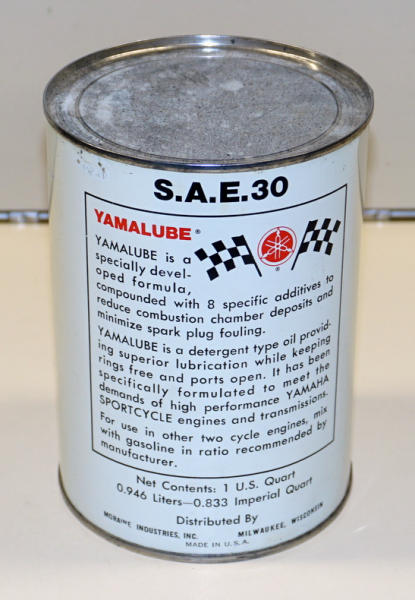 S.A.E.30
YAMALUBE®
YAMALUBE is a
specially devel-
oped formula,
compounded with 8 specific additives to
reduce combustion chamber deposits and
minimize spark plug fouling.
YAMALUBE is a detergent type oil provid-
ing superior lubrication while keeping
rings free and ports open. It has been
specifically formulated to meet the
demands of high performance YAMAHA
SPORTCYCLE engines and transmissions.
For use in other two cycle engines, mix
with gasoline in ratio recommended by
manufacturer.
Net Contents: 1 U.S. Quart
0.946 Liters—0.833 Imperial Quart
Distributed By
MORAINE INDUSTRIES, INC. MILWAUKEE, WISCONSIN
MADE IN U.S.A.